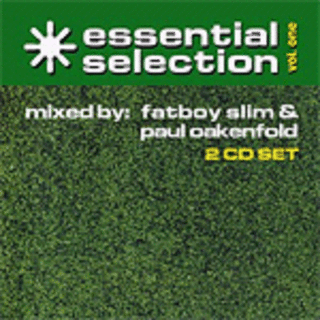 essential
selection
vol. one
mixed by: fatboy slim &
paul oakenfold
2 CD SET